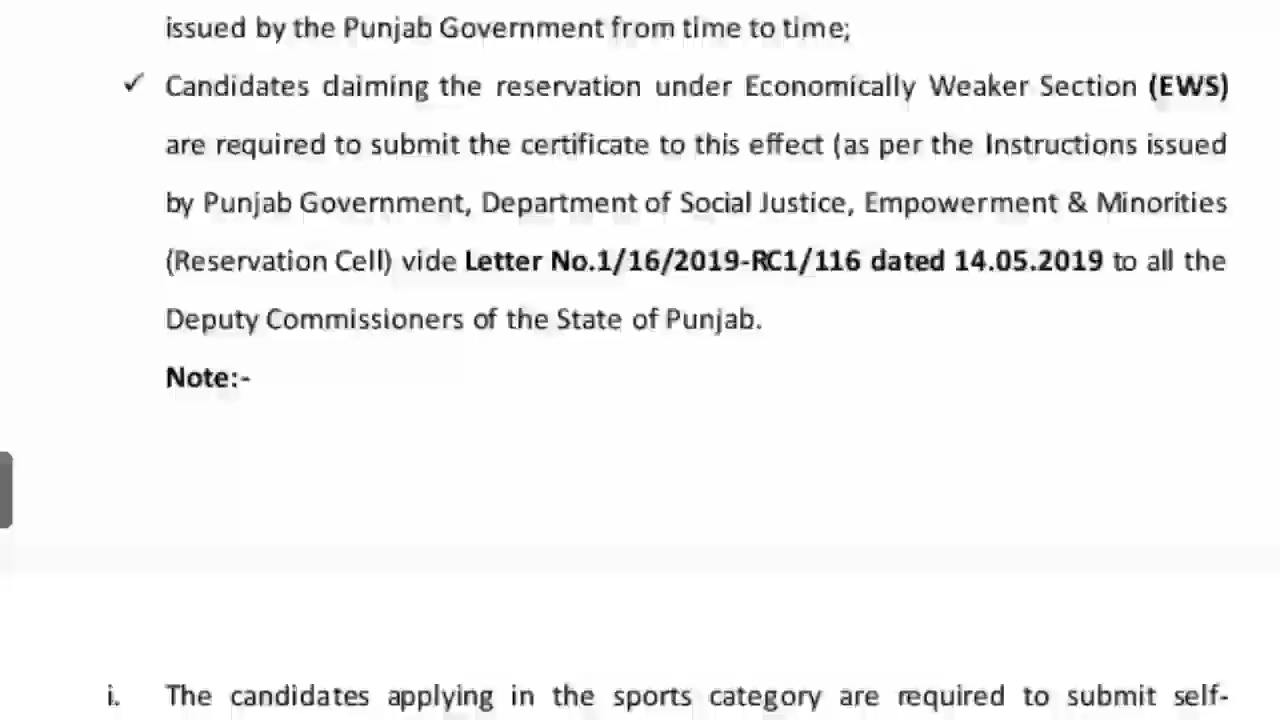 issued by the Punjab Government from time to time;
✓ Candidates claiming the reservation under Economically Weaker Section (EWS)
are required to submit the certificate to this effect (as per the Instructions issued
by Punjab Government, Department of Social Justice, Empowerment & Minorities
(Reservation Cell) vide Letter No.1/16/2019-RC1/116 dated 14.05.2019 to all the
Deputy Commissioners of the State of Punjab.
Note:-
i. The candidates applying in the sports category are required to submit self-